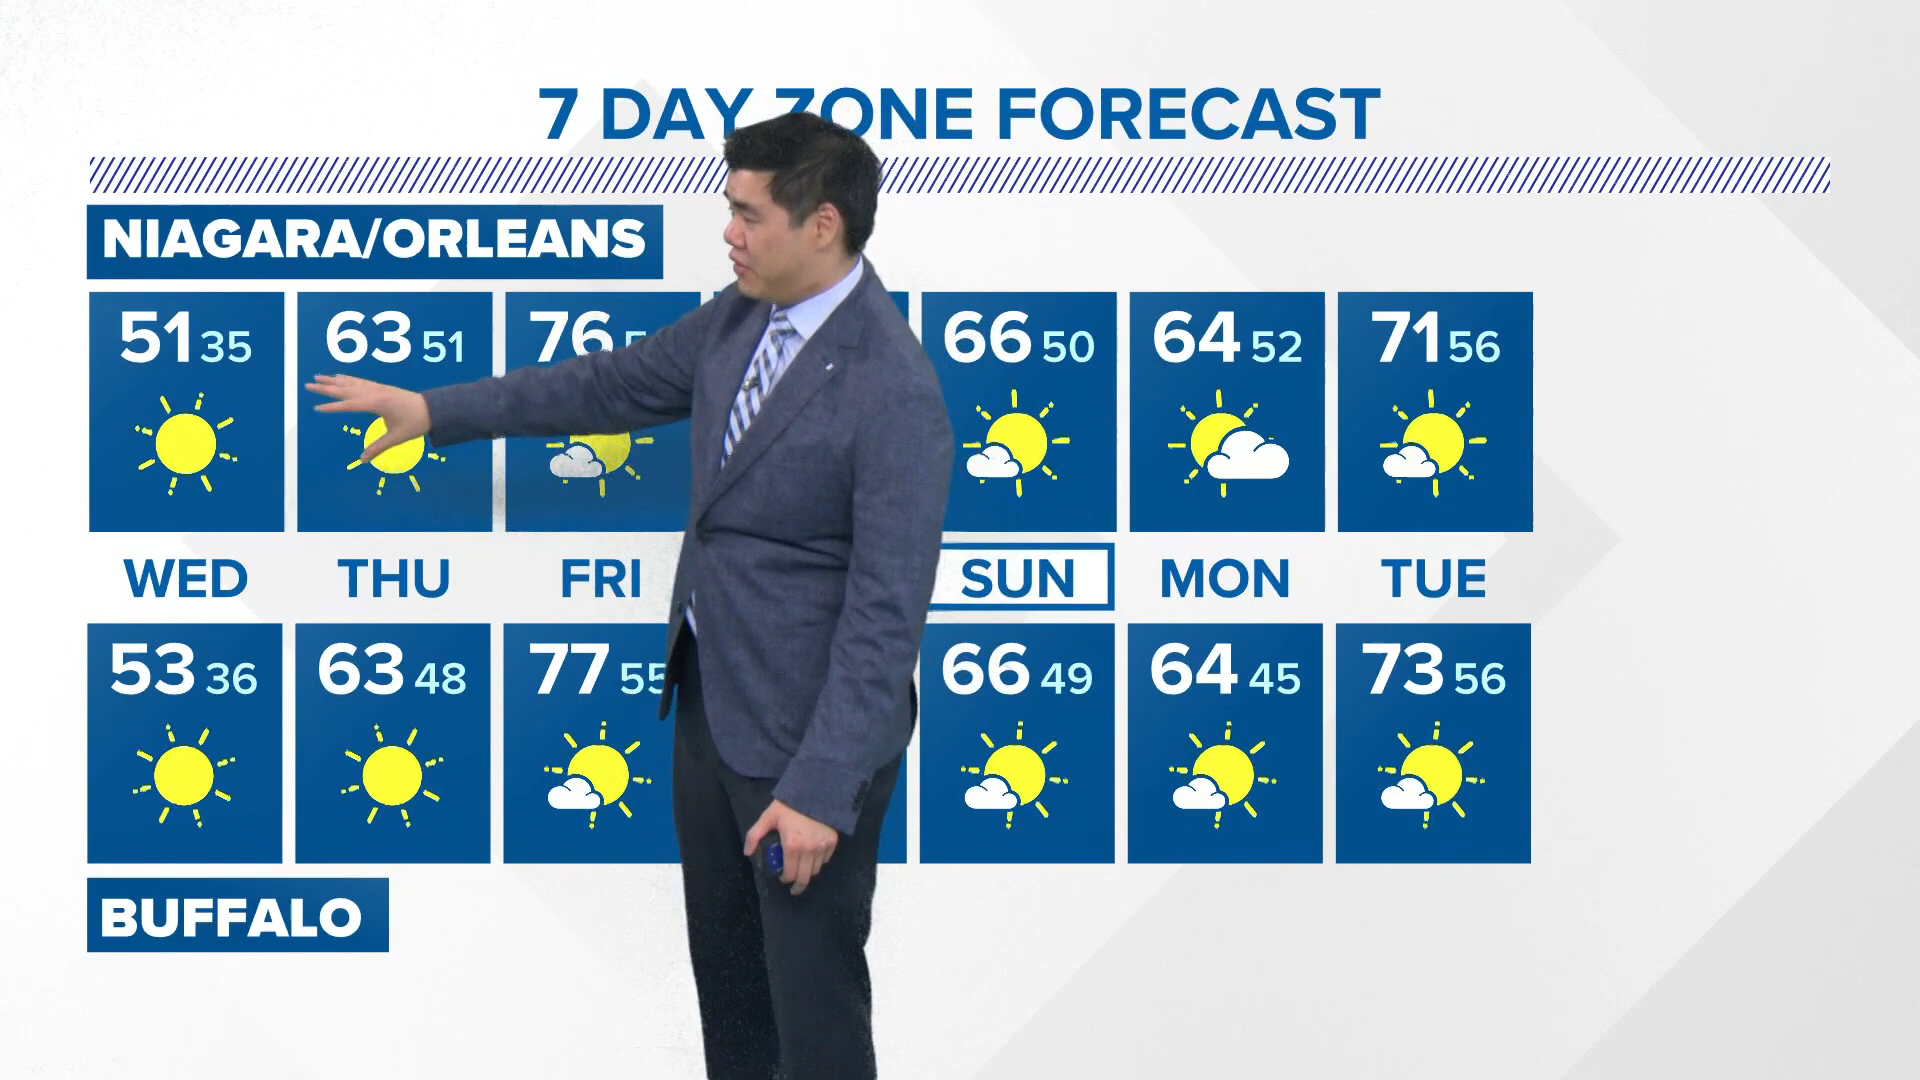 7 DAY ZONE FORECAST
NIAGARA/ORLEANS
51 35 63 51 76 66 50 64 52 71 56
WED THU FRI SUN MON TUE
53 36 63 48 77 55 66 49 64 45 73 56
BUFFALO